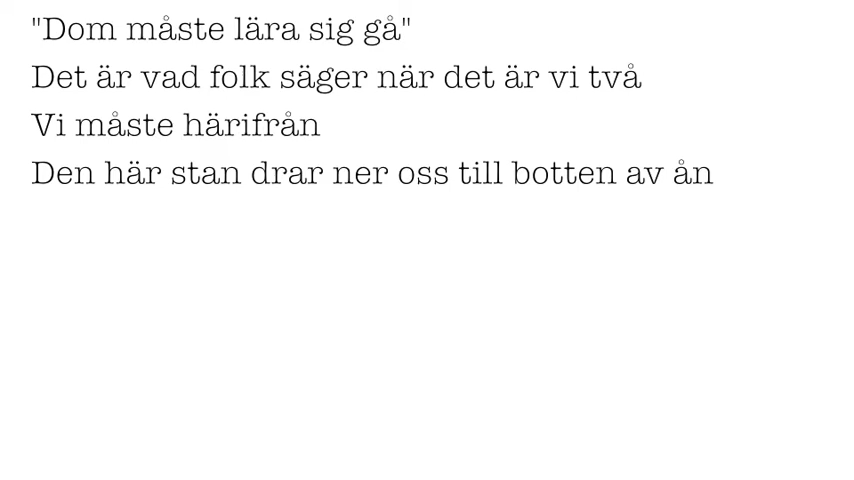 "Dom måste lära sig gå"
Det är vad folk säger när det är vi två
Vi måste härifrån
Den här stan drar ner oss till botten av ån